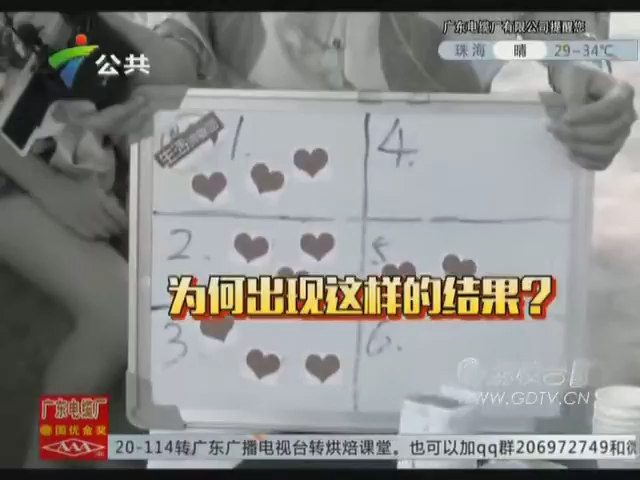 公共
广东电缆厂有限公司提醒您
珠海 晴 29~34℃
1.
4.
2.
5
为何出现这样的结果?
3
6.
WWW.GDTV.CN
广东电缆厂
国优金奖
20-114转广东广播电视台转烘焙课堂。也可以加qq群206972749和微